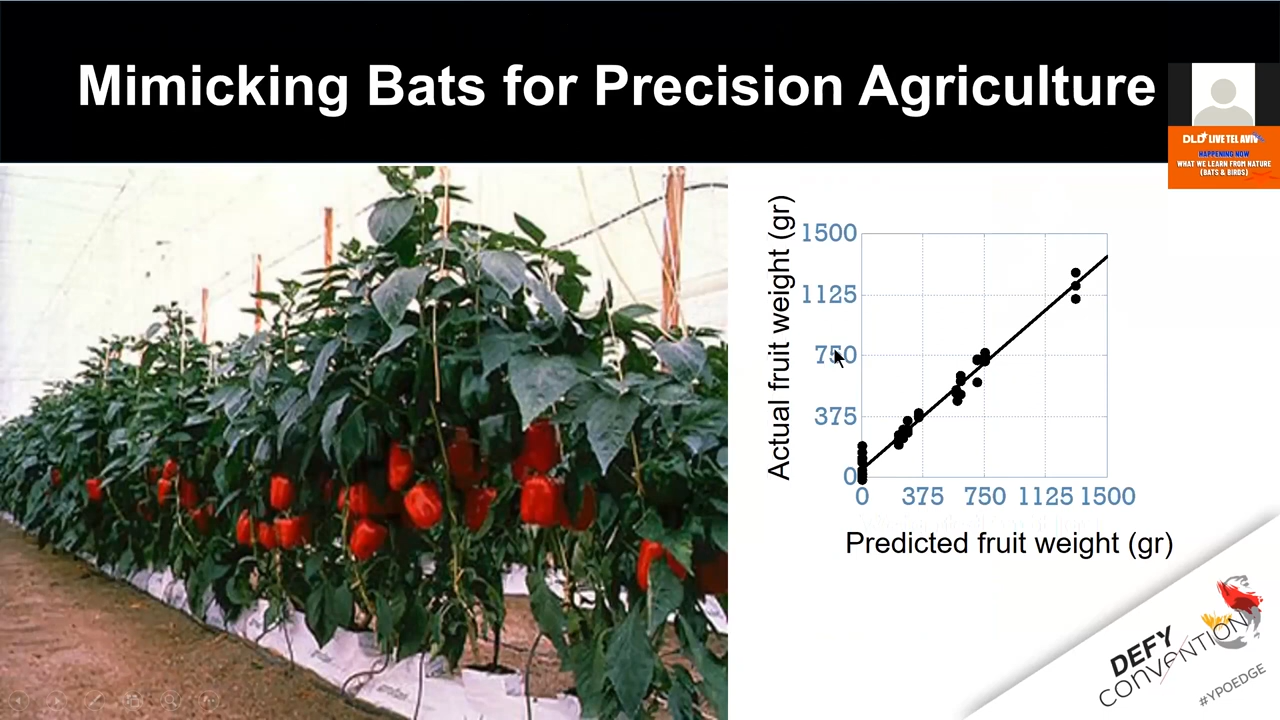 Mimicking Bats for Precision Agriculture
DLD LIVE TEL AVIV
HAPPENING NOW
WHAT WE LEARN FROM NATURE
(BATS & BIRDS)
Actual fruit weight (gr)
1500
1125
750
375
0
0 375 750 1125 1500
Predicted fruit weight (gr)
DEFY
CONVENTION
#YPOEDGE